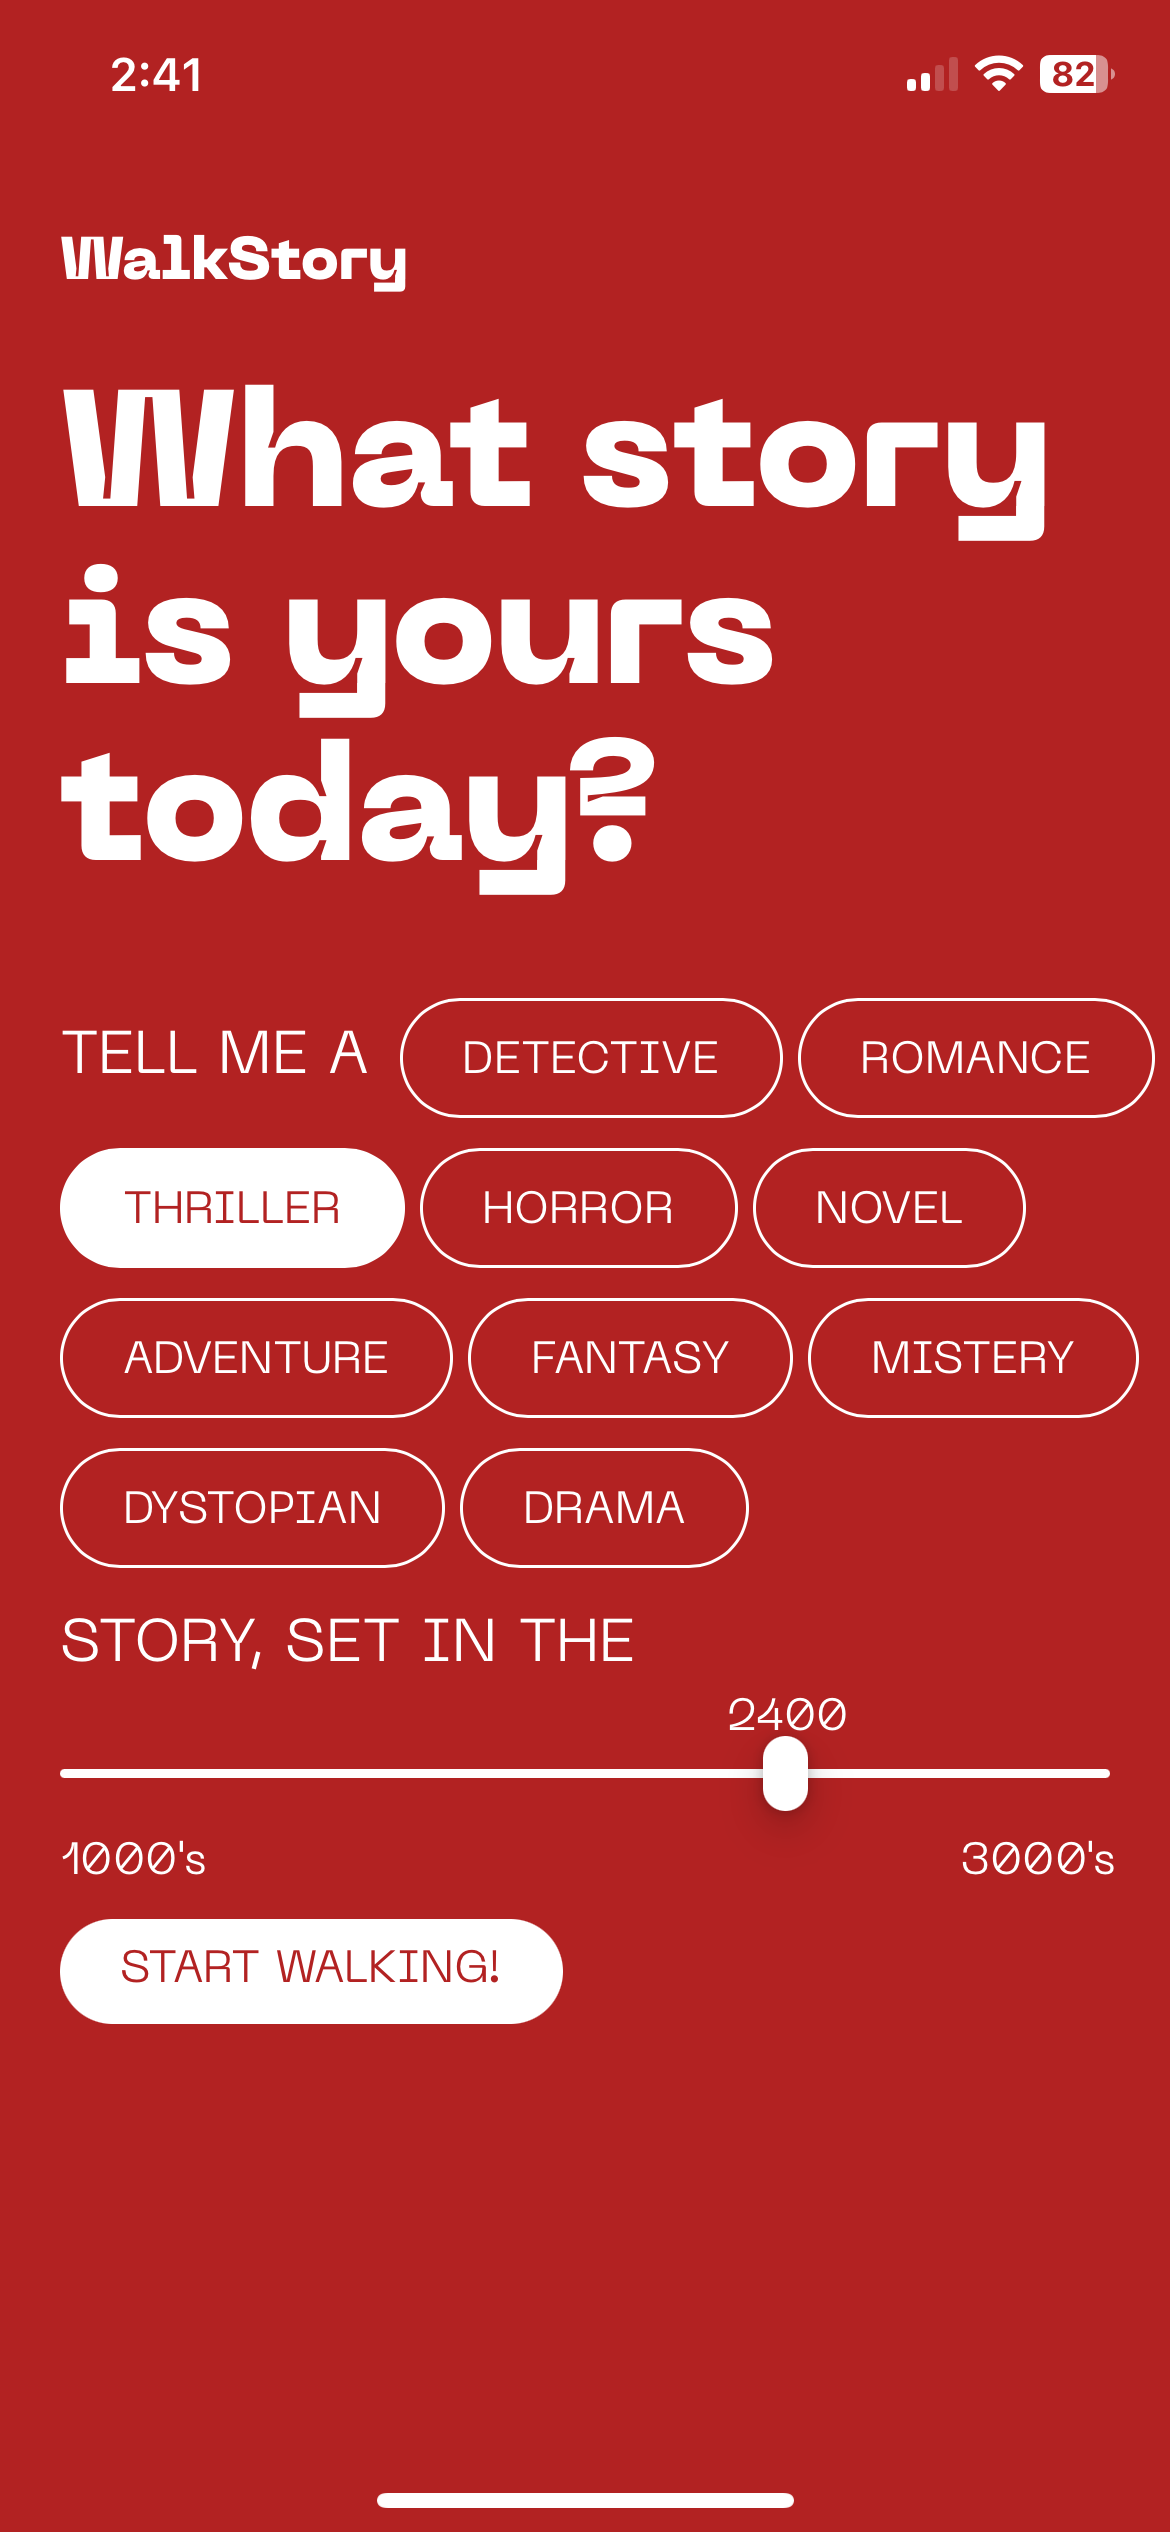 2:41 82
WalkStory
What story
is yours
today?
TELL ME A DETECTIVE ROMANCE
THRILLER HORROR NOVEL
ADVENTURE FANTASY MISTERY
DYSTOPIAN DRAMA
STORY, SET IN THE
2400
1000's 3000's
START WALKING!